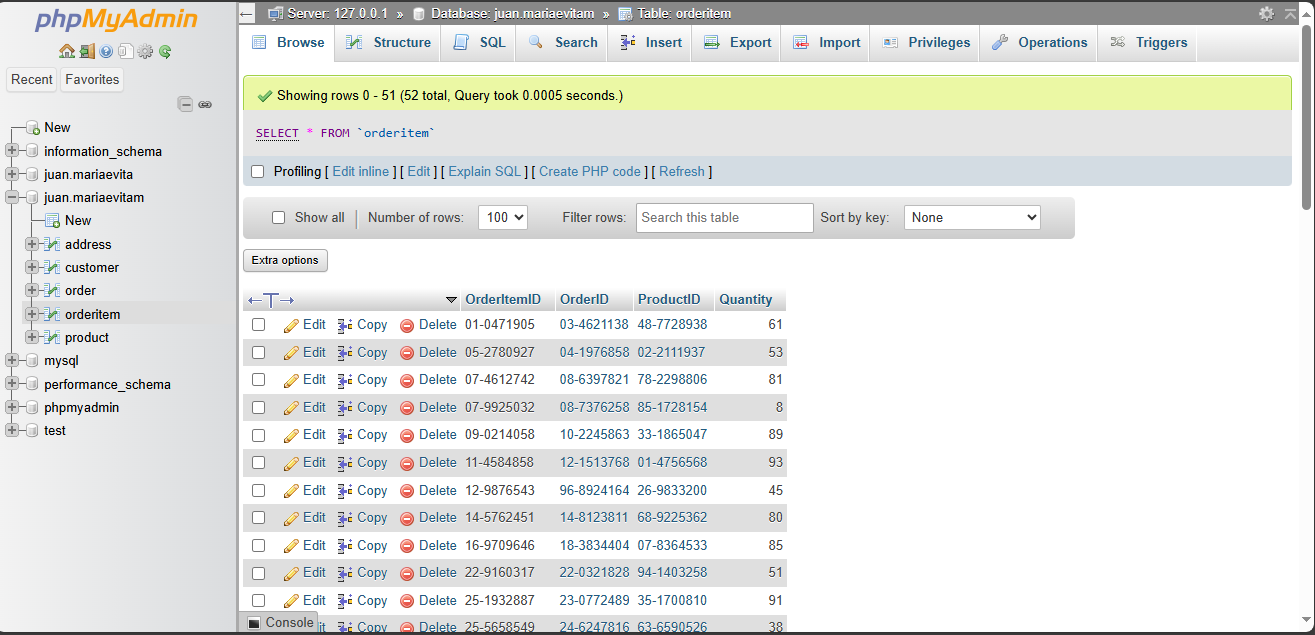 phpMyAdmin
Recent Favorites
New
information_schema
juan.mariaevita
juan.mariaevitam
New
address
customer
order
orderitem
product
mysql
performance_schema
phpmyadmin
test
Server: 127.0.0.1 » Database: juan.mariaevitam » Table: orderitem
Browse Structure SQL Search Insert Export Import Privileges Operations Triggers
Showing rows 0 - 51 (52 total, Query took 0.0005 seconds.)
SELECT * FROM `orderitem`
Profiling [ Edit inline ] [ Edit ] [ Explain SQL ] [ Create PHP code ] [ Refresh ]
Show all | Number of rows: 100 Filter rows: Search this table Sort by key: None
Extra options
←T→ OrderItemID OrderID ProductID Quantity
Edit Copy Delete 01-0471905 03-4621138 48-7728938 61
Edit Copy Delete 05-2780927 04-1976858 02-2111937 53
Edit Copy Delete 07-4612742 08-6397821 78-2298806 81
Edit Copy Delete 07-9925032 08-7376258 85-1728154 8
Edit Copy Delete 09-0214058 10-2245863 33-1865047 89
Edit Copy Delete 11-4584858 12-1513768 01-4756568 93
Edit Copy Delete 12-9876543 96-8924164 26-9833200 45
Edit Copy Delete 14-5762451 14-8123811 68-9225362 80
Edit Copy Delete 16-9709646 18-3834404 07-8364533 85
Edit Copy Delete 22-9160317 22-0321828 94-1403258 51
Edit Copy Delete 25-1932887 23-0772489 35-1700810 91
Console it Copy Delete 25-5658549 24-6247816 63-6590526 38